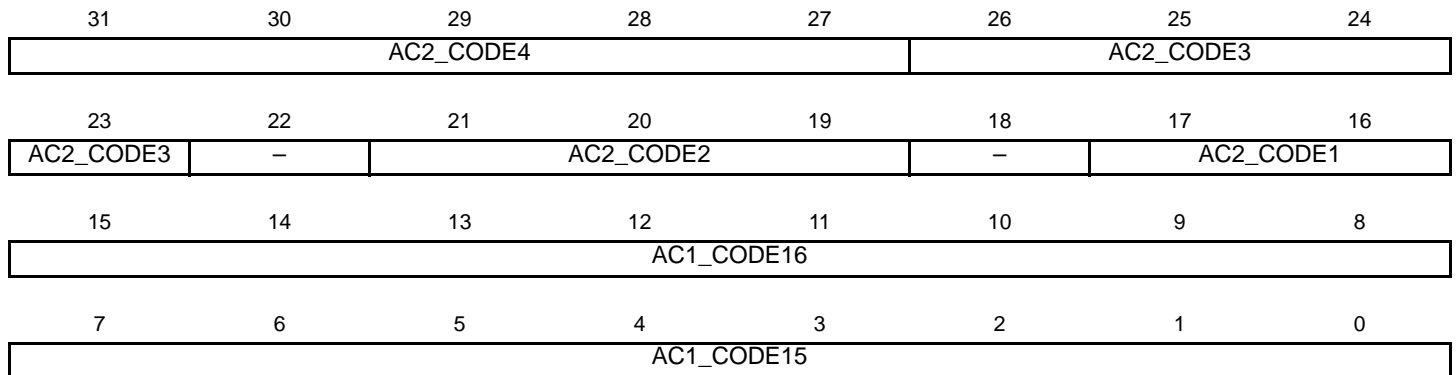 31 30 29 28 27 26 25 24
AC2_CODE4 AC2_CODE3
23 22 21 20 19 18 17 16
AC2_CODE3 – AC2_CODE2 – AC2_CODE1
15 14 13 12 11 10 9 8
AC1_CODE16
7 6 5 4 3 2 1 0
AC1_CODE15